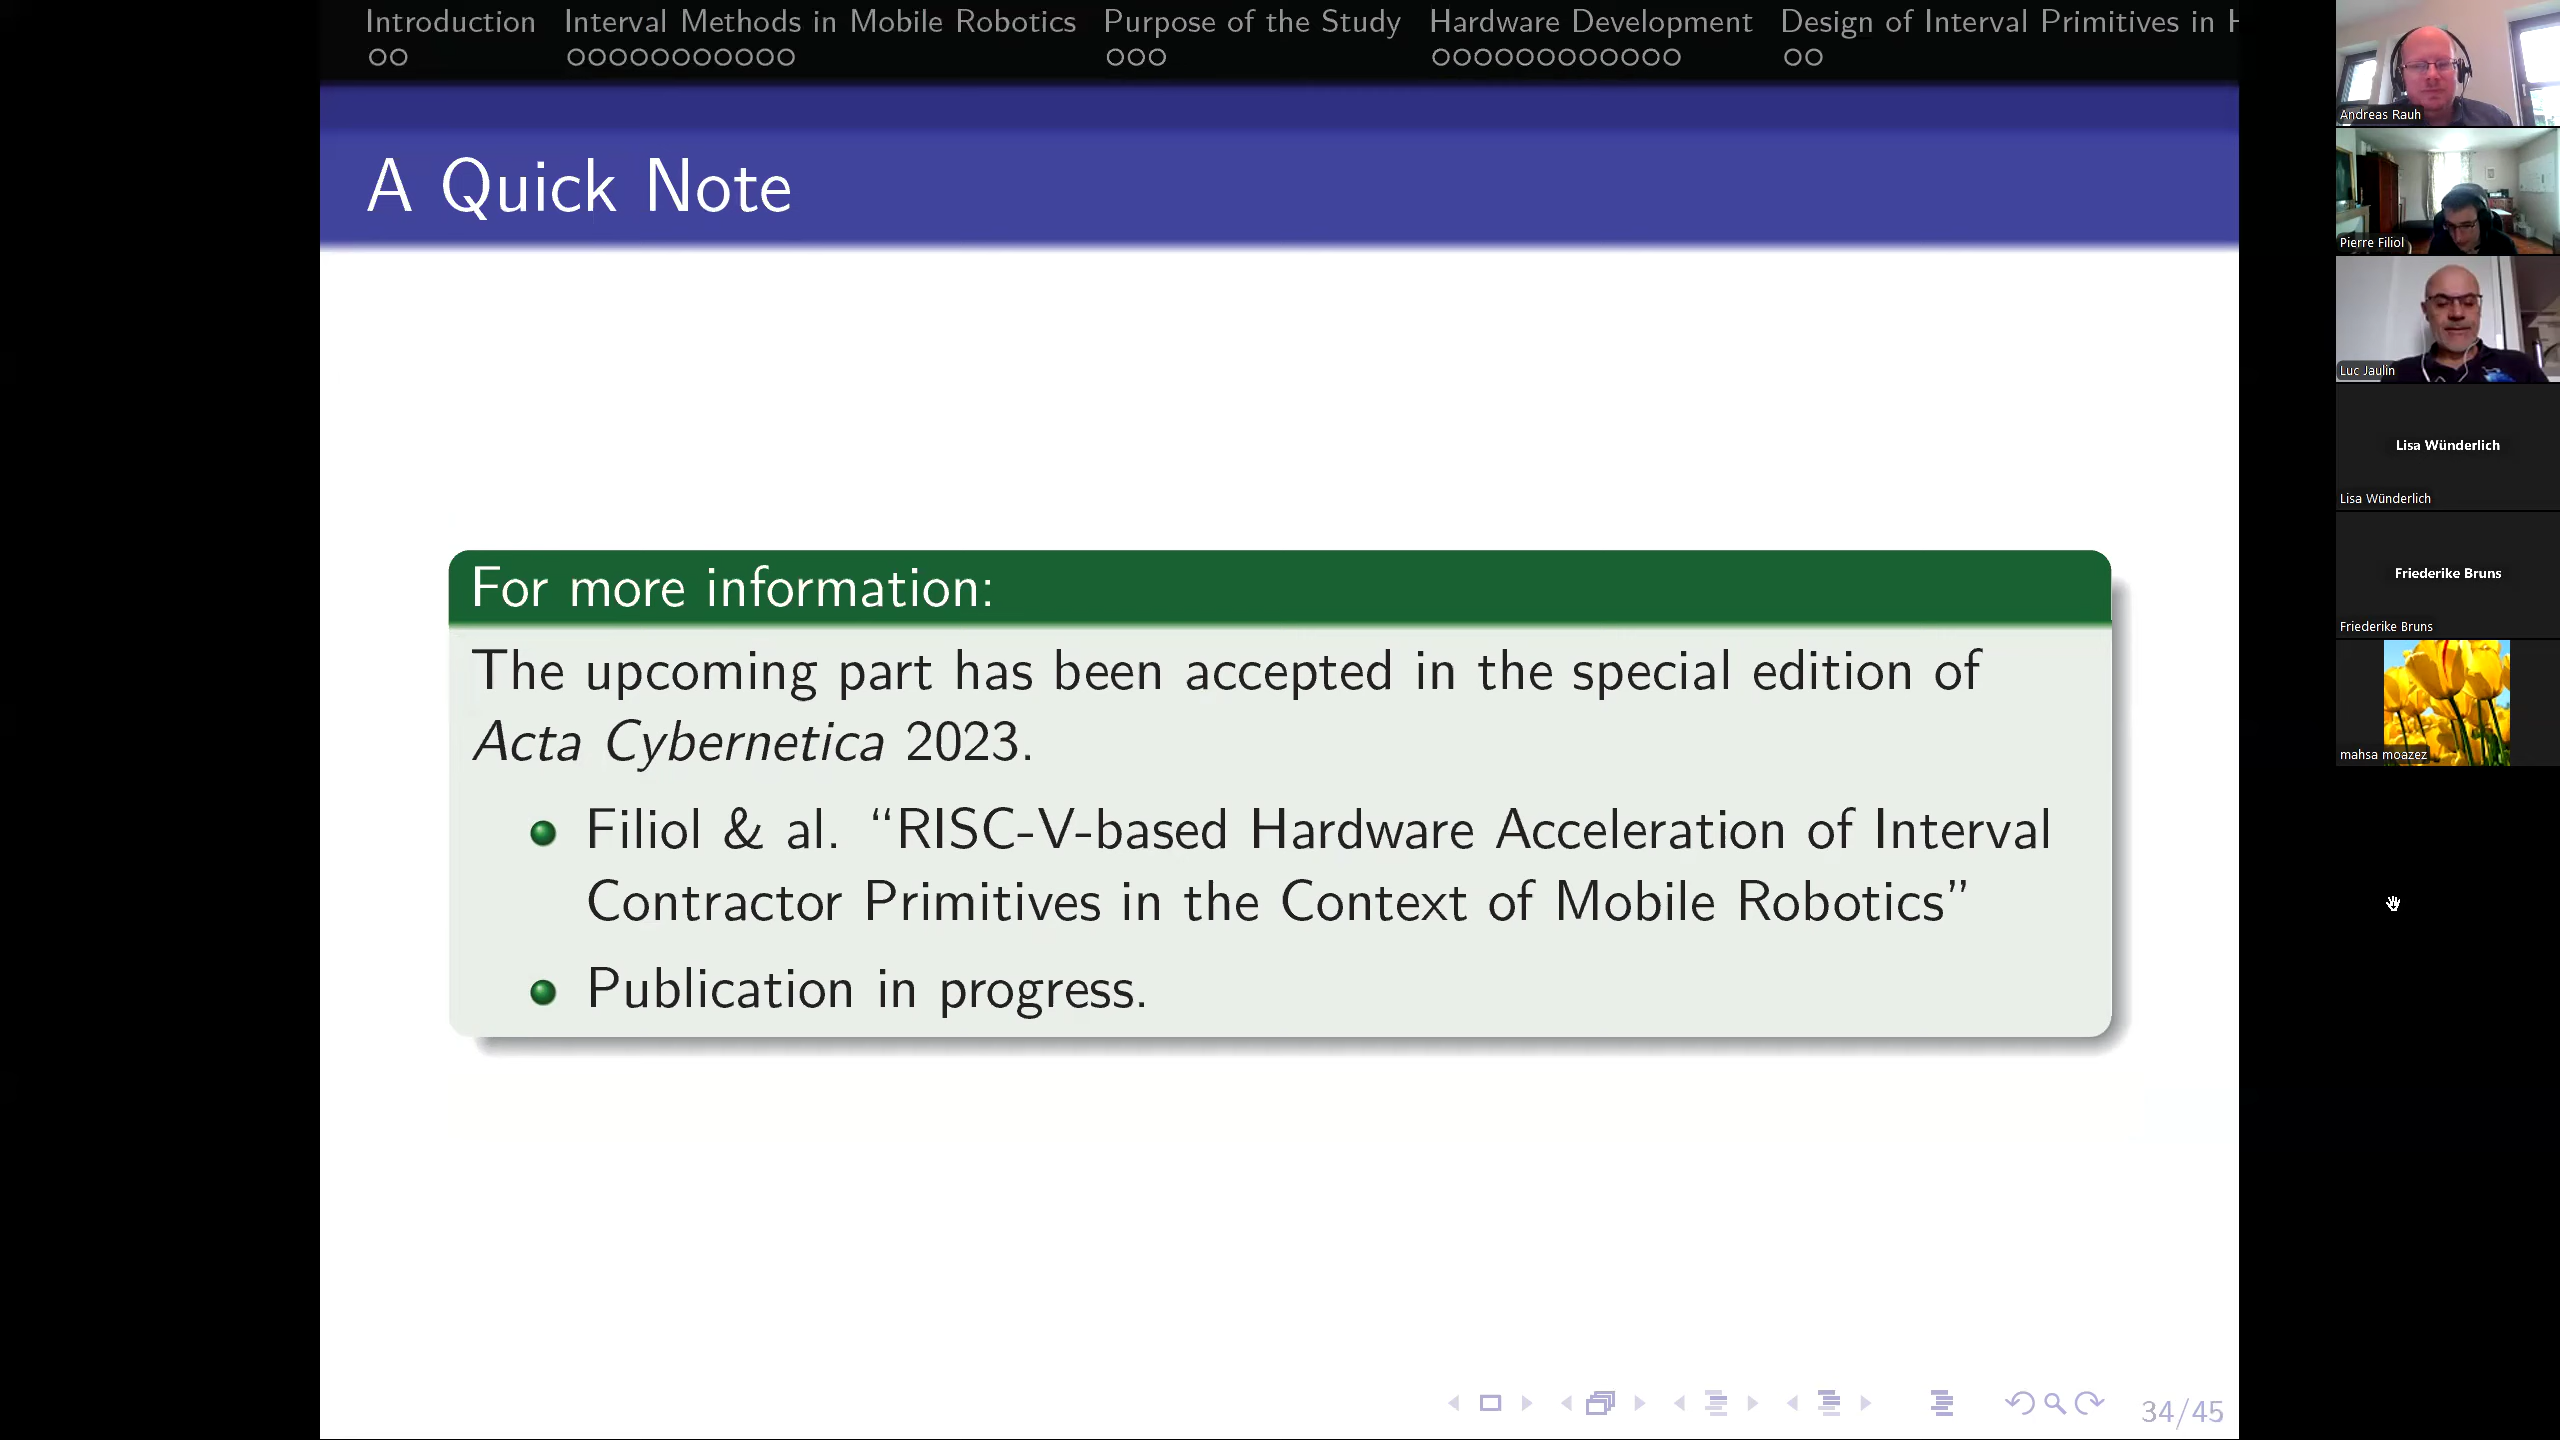 Introduction Interval Methods in Mobile Robotics Purpose of the Study Hardware Development Design of Interval Primitives in H
A Quick Note
For more information:
The upcoming part has been accepted in the special edition of
Acta Cybernetica 2023.
Filiol & al. “RISC-V-based Hardware Acceleration of Interval
Contractor Primitives in the Context of Mobile Robotics”
Publication in progress.
34/45
Andreas Rauh
Pierre Filiol
Luc Jaulin
Lisa Wünderlich
Lisa Wünderlich
Friederike Bruns
Friederike Bruns
mahsa moazez